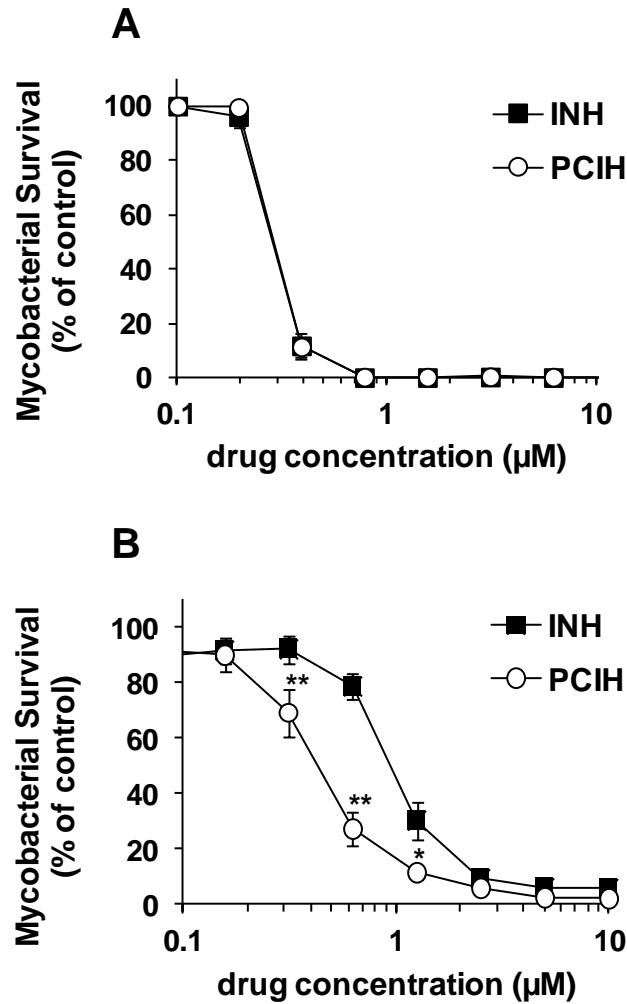 A
Mycobacterial Survival
(% of control)
100
80
60
40
20
0
0.1
1
10
drug concentration (µM)
INH
PCIH
B
Mycobacterial Survival
(% of control)
100
80
60
40
20
0
0.1
1
10
drug concentration (µM)
INH
PCIH
**
**
*